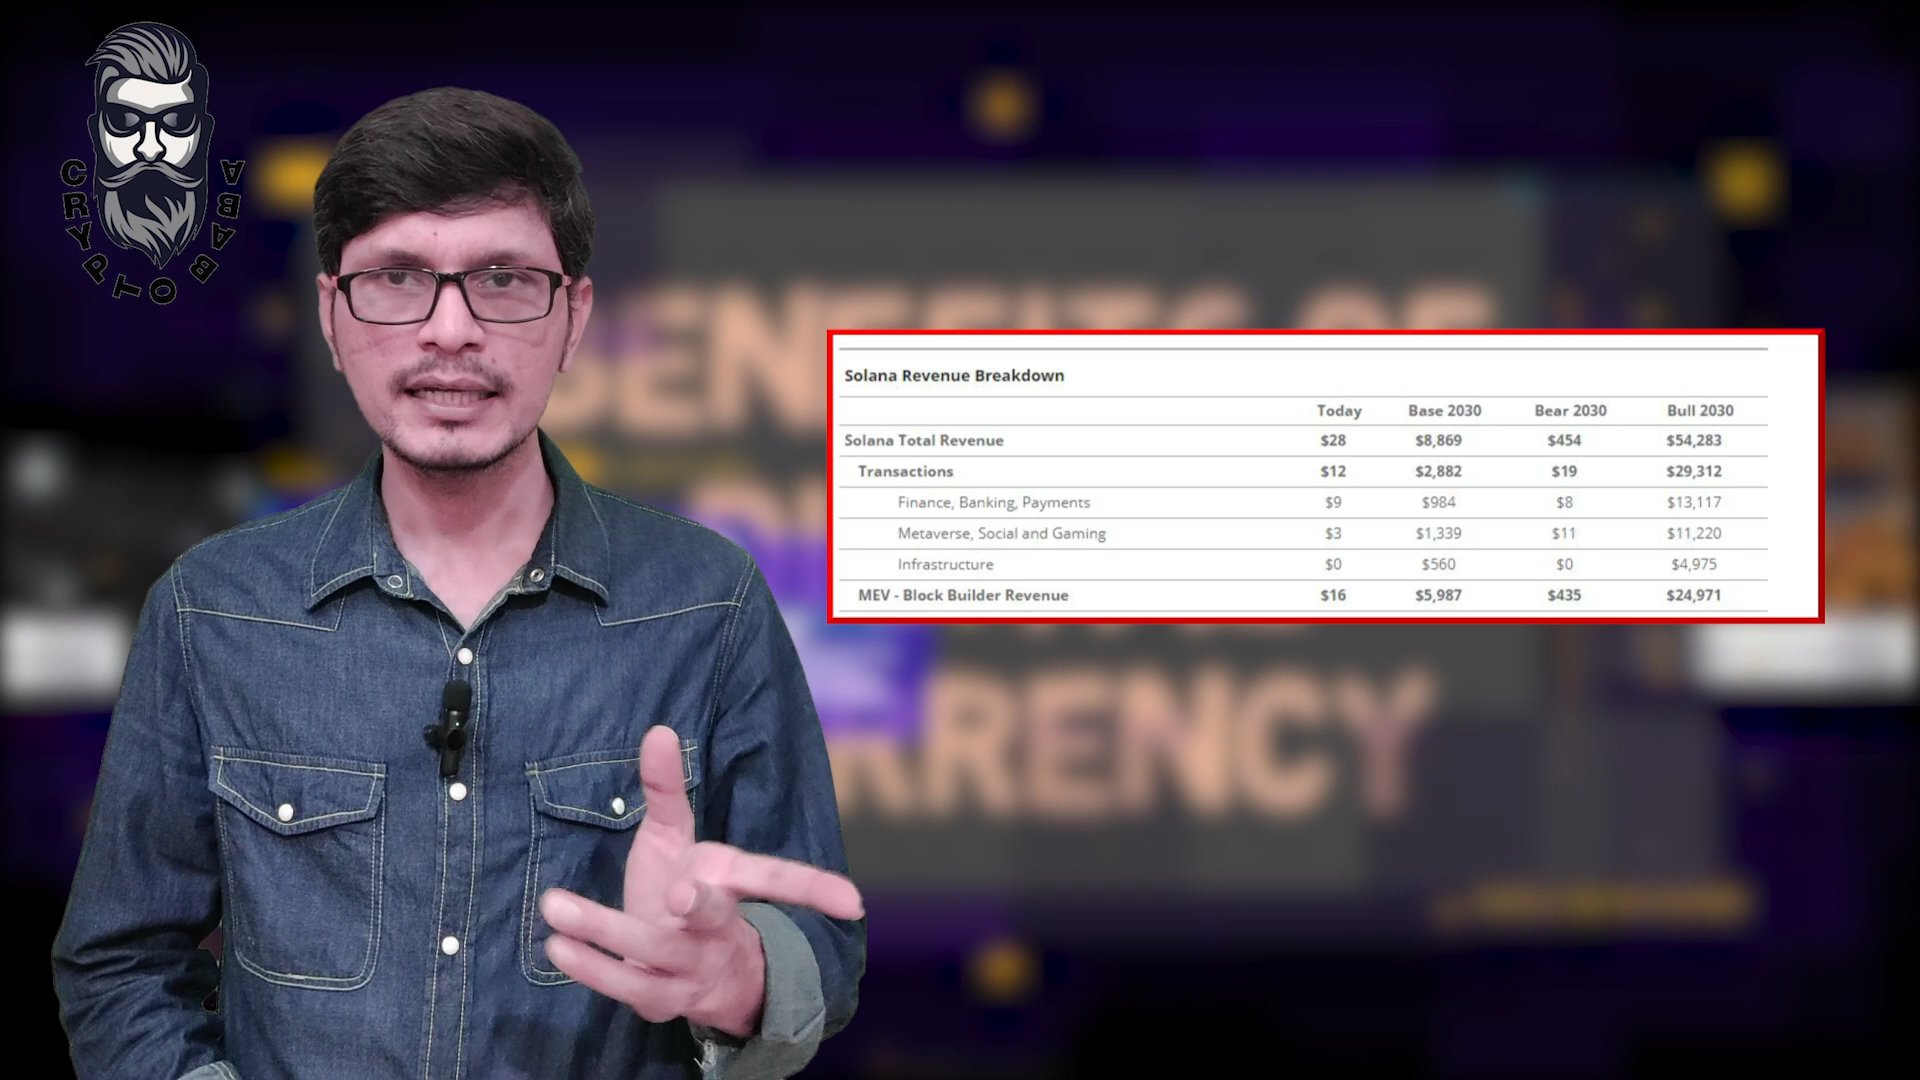 CRYPTO BABA
BENEFITS OF
RRENCY
Solana Revenue Breakdown
Today Base 2030 Bear 2030 Bull 2030
Solana Total Revenue $28 $8,869 $454 $54,283
Transactions $12 $2,882 $19 $29,312
Finance, Banking, Payments $9 $984 $8 $13,117
Metaverse, Social and Gaming $3 $1,339 $11 $11,220
Infrastructure $0 $560 $0 $4,975
MEV - Block Builder Revenue $16 $5,987 $435 $24,971